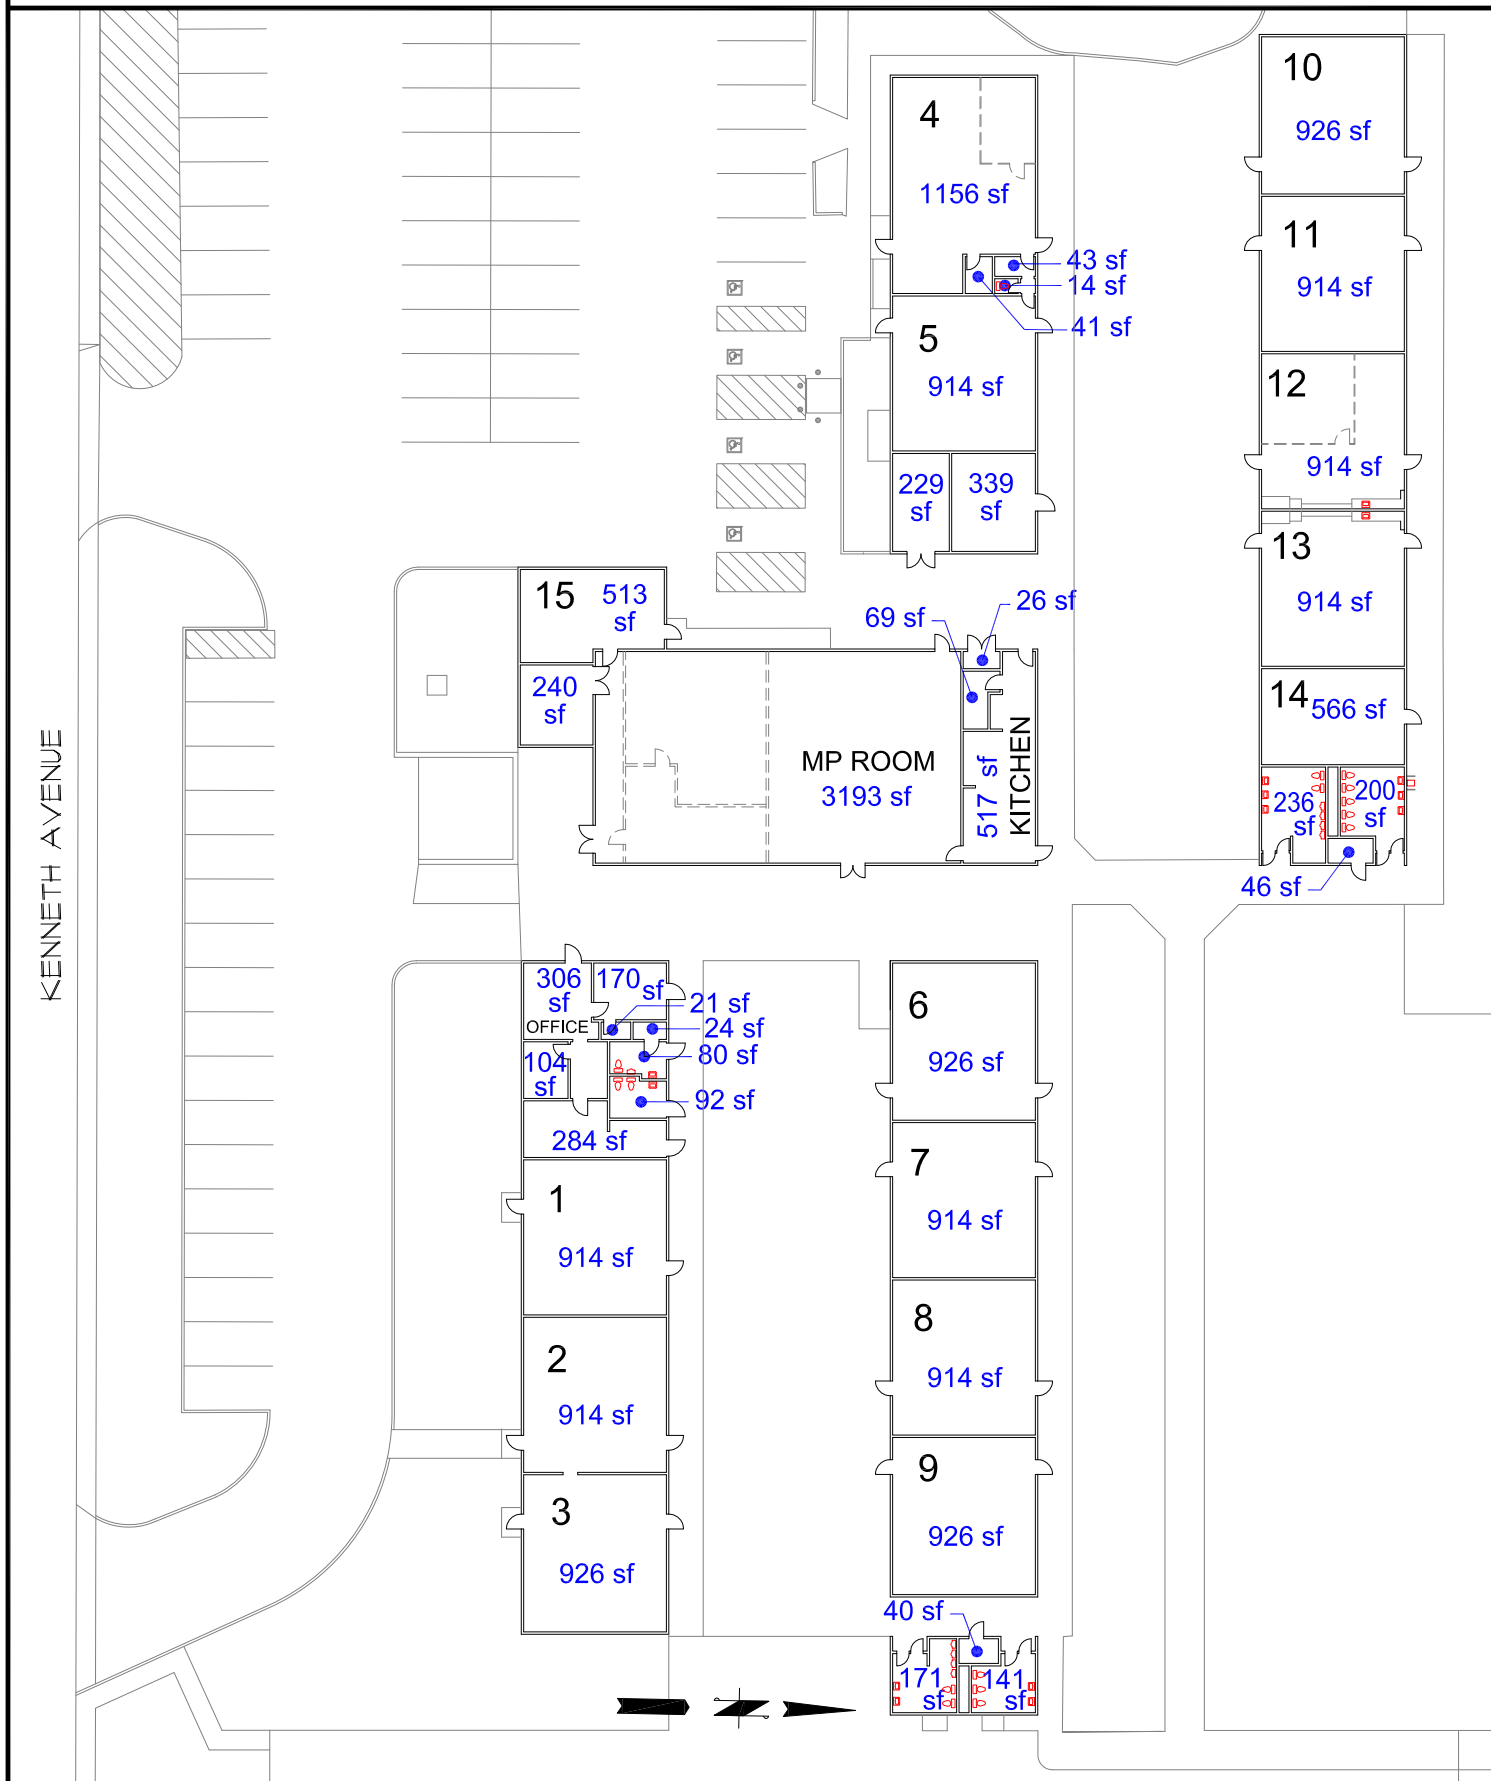 10
926 sf
4
1156 sf
11
914 sf
43 sf
14 sf
41 sf
5
914 sf
12
914 sf
229
sf
339
sf
13
914 sf
15
513
sf
69 sf
26 sf
240
sf
14
566 sf
MP ROOM
3193 sf
517 sf
KITCHEN
236
sf
200
sf
46 sf
KENNETH AVENUE
306
sf
OFFICE
170
sf
21 sf
24 sf
80 sf
104
sf
92 sf
284 sf
6
926 sf
1
914 sf
7
914 sf
2
914 sf
8
914 sf
3
926 sf
9
926 sf
40 sf
171
sf
141
sf
N